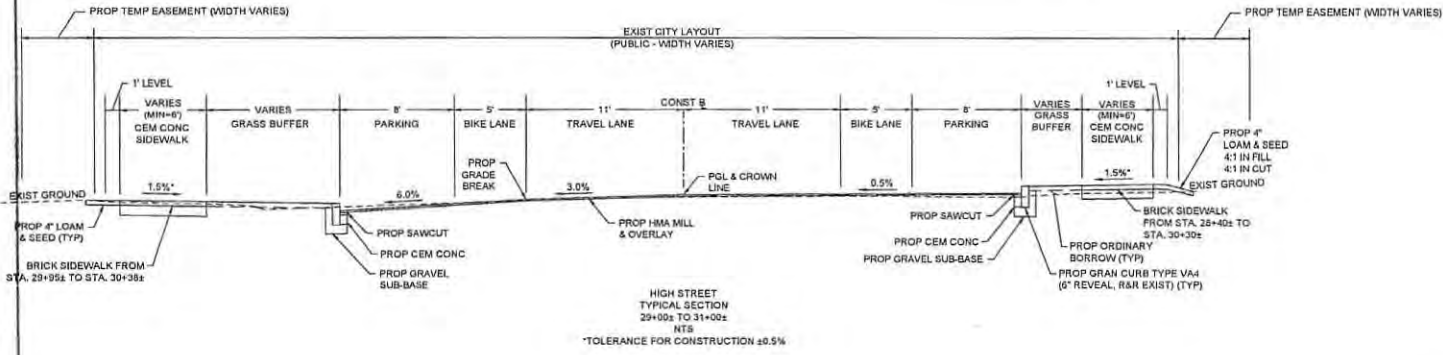 PROP TEMP EASEMENT (WIDTH VARIES)
PROP TEMP EASEMENT (WIDTH VARIES)
EXIST CITY LAYOUT
(PUBLIC - WIDTH VARIES)
1' LEVEL
VARIES
(MIN=6')
CEM CONC
SIDEWALK
VARIES
GRASS BUFFER
8'
PARKING
5'
BIKE LANE
11'
TRAVEL LANE
CONST B
11'
TRAVEL LANE
5'
BIKE LANE
8'
PARKING
VARIES
GRASS
BUFFER
VARIES
(MIN=6')
CEM CONC
SIDEWALK
1' LEVEL
PROP 4"
LOAM & SEED
4:1 IN FILL
4:1 IN CUT
EXIST GROUND
1.5%*
6.0%
PROP
GRADE
BREAK
3.0%
PGL & CROWN
LINE
0.5%
1.5%*
EXIST GROUND
PROP 4" LOAM
& SEED (TYP)
BRICK SIDEWALK FROM
STA. 29+95± TO STA. 30+38±
PROP SAWCUT
PROP CEM CONC
PROP GRAVEL
SUB-BASE
PROP HMA MILL
& OVERLAY
PROP SAWCUT
PROP CEM CONC
PROP GRAVEL SUB-BASE
BRICK SIDEWALK
FROM STA. 28+40± TO
STA. 30+30±
PROP ORDINARY
BORROW (TYP)
PROP GRAN CURB TYPE VA4
(6" REVEAL, R&R EXIST) (TYP)
HIGH STREET
TYPICAL SECTION
29+00± TO 31+00±
NTS
*TOLERANCE FOR CONSTRUCTION ±0.5%